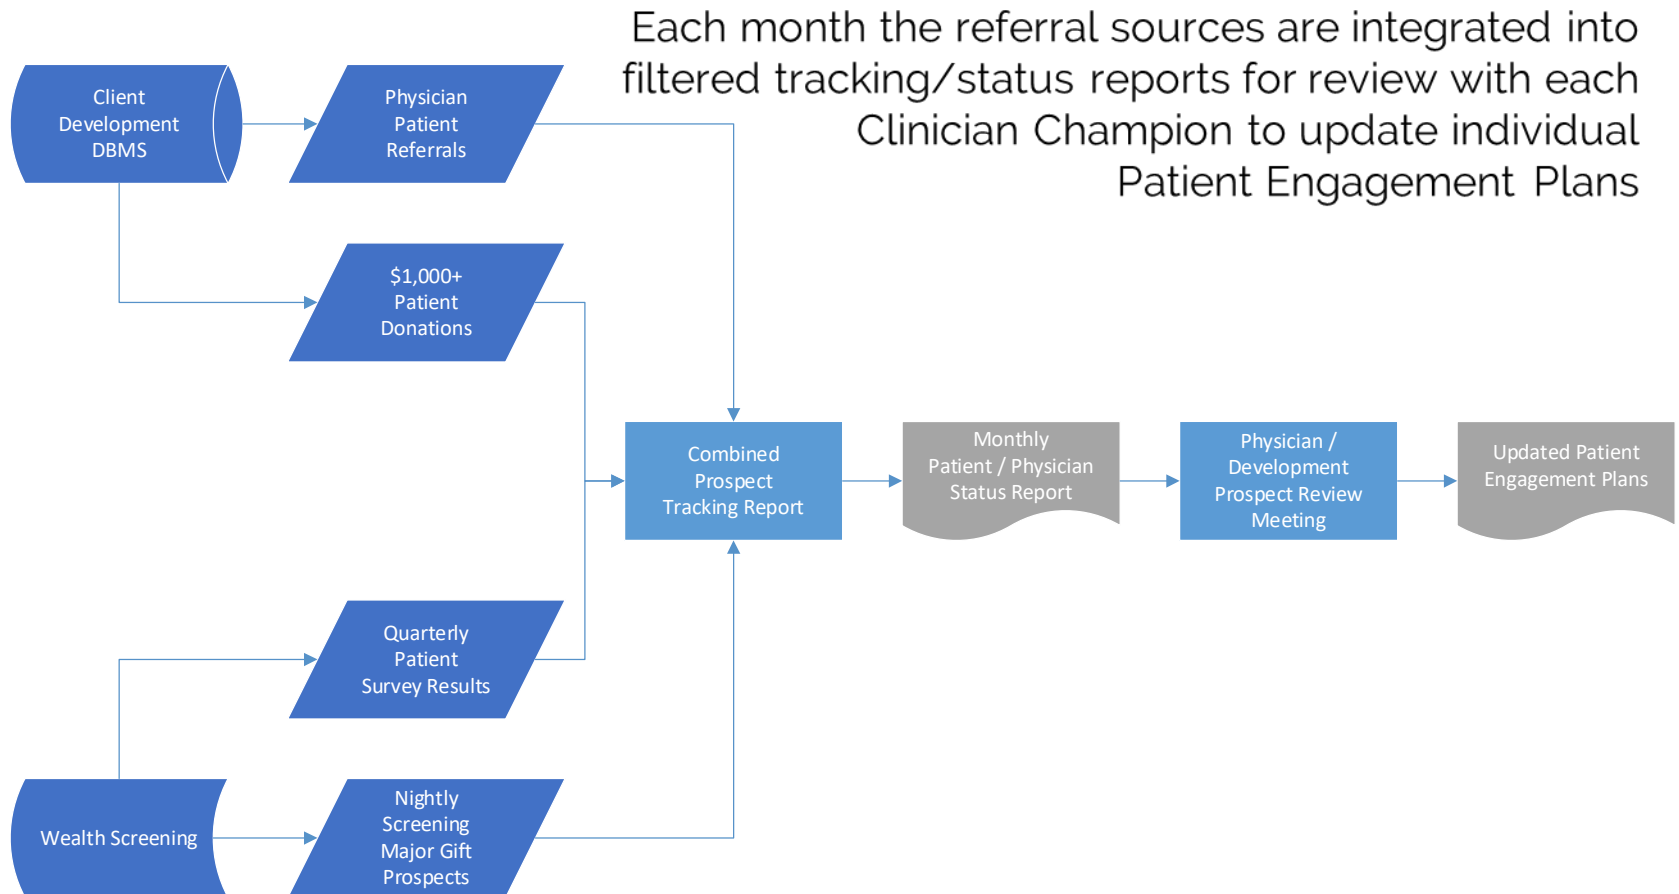 Each month the referral sources are integrated into
filtered tracking/status reports for review with each
Clinician Champion to update individual
Patient Engagement Plans
Client
Development
DBMS
Physician
Patient
Referrals
$1,000+
Patient
Donations
Combined
Prospect
Tracking Report
Monthly
Patient / Physician
Status Report
Physician /
Development
Prospect Review
Meeting
Updated Patient
Engagement Plans
Quarterly
Patient
Survey Results
Wealth Screening
Nightly
Screening
Major Gift
Prospects